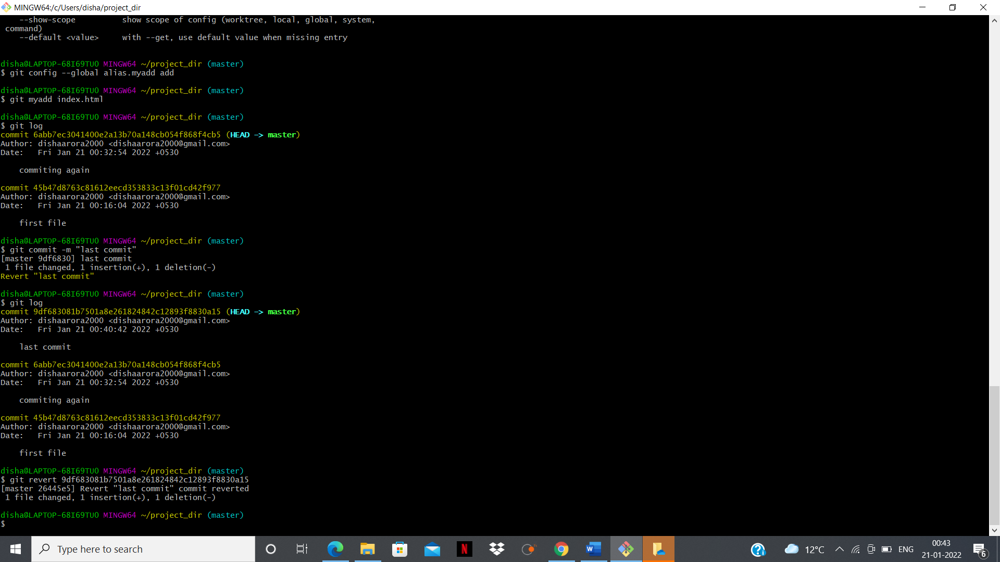 MINGW64:/c/Users/disha/project_dir
--show-scope show scope of config (worktree, local, global, system,
command)
--default <value> with --get, use default value when missing entry
disha@LAPTOP-68I69TUO MINGW64 ~/project_dir (master)
$ git config --global alias.myadd add
disha@LAPTOP-68I69TUO MINGW64 ~/project_dir (master)
$ git myadd index.html
disha@LAPTOP-68I69TUO MINGW64 ~/project_dir (master)
$ git log
commit 6abb7ec3041400e2a13b70a148cb054f868f4cb5 (HEAD -> master)
Author: dishaarora2000 <dishaarora2000@gmail.com>
Date: Fri Jan 21 00:32:54 2022 +0530
commiting again
commit 45b47d8763c81612eecd353833c13f01cd42f977
Author: dishaarora2000 <dishaarora2000@gmail.com>
Date: Fri Jan 21 00:16:04 2022 +0530
first file
disha@LAPTOP-68I69TUO MINGW64 ~/project_dir (master)
$ git commit -m "last commit"
[master 9df6830] last commit
1 file changed, 1 insertion(+), 1 deletion(-)
Revert "last commit"
disha@LAPTOP-68I69TUO MINGW64 ~/project_dir (master)
$ git log
commit 9df683081b7501a8e261824842c12893f8830a15 (HEAD -> master)
Author: dishaarora2000 <dishaarora2000@gmail.com>
Date: Fri Jan 21 00:40:42 2022 +0530
last commit
commit 6abb7ec3041400e2a13b70a148cb054f868f4cb5
Author: dishaarora2000 <dishaarora2000@gmail.com>
Date: Fri Jan 21 00:32:54 2022 +0530
commiting again
commit 45b47d8763c81612eecd353833c13f01cd42f977
Author: dishaarora2000 <dishaarora2000@gmail.com>
Date: Fri Jan 21 00:16:04 2022 +0530
first file
disha@LAPTOP-68I69TUO MINGW64 ~/project_dir (master)
$ git revert 9df683081b7501a8e261824842c12893f8830a15
[master 26445e5] Revert "last commit" commit reverted
1 file changed, 1 insertion(+), 1 deletion(-)
disha@LAPTOP-68I69TUO MINGW64 ~/project_dir (master)
$
Type here to search
N
W
12°C
ENG
00:43
21-01-2022
6